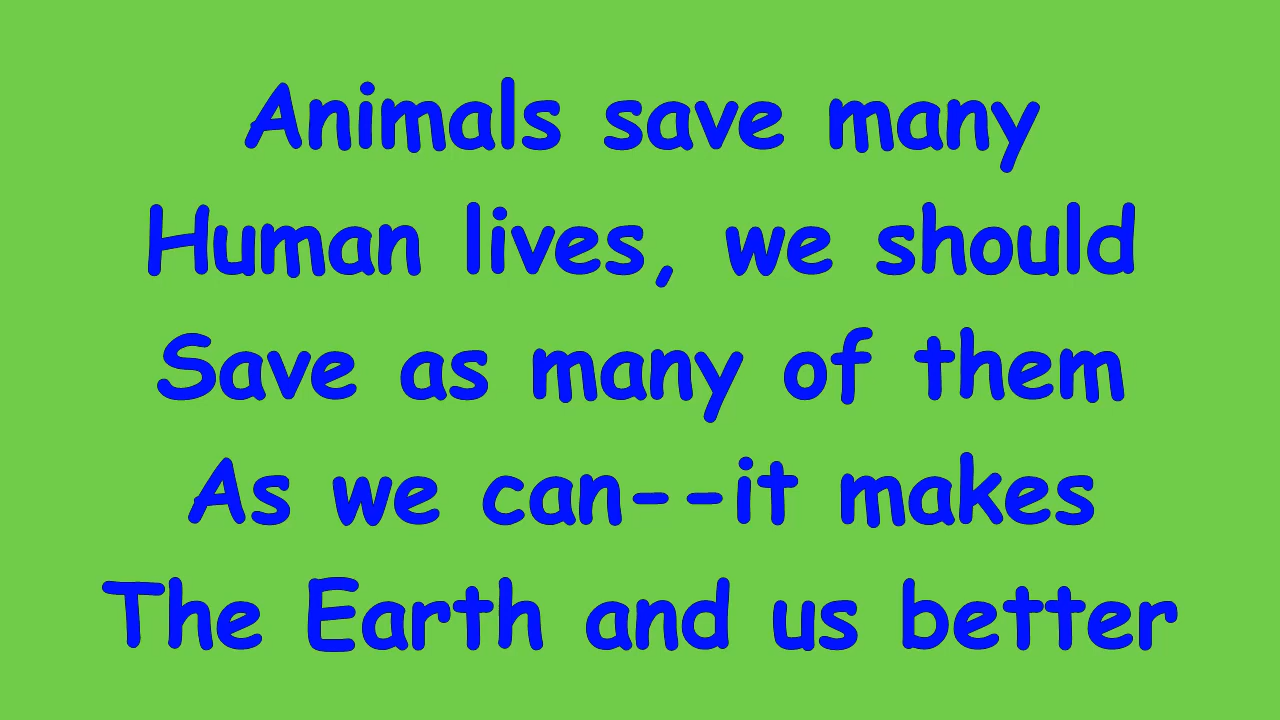 Animals save many
Human lives, we should
Save as many of them
As we can--it makes
The Earth and us better